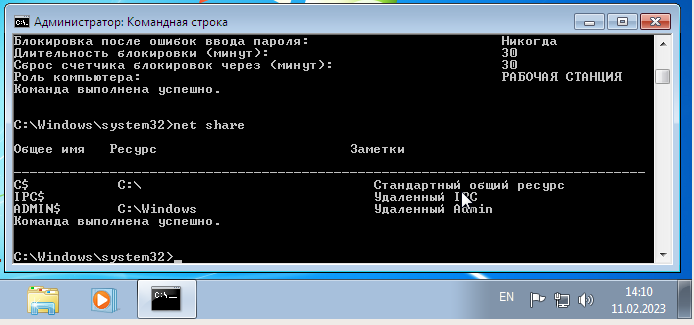 Администратор: Командная строка
Блокировка после ошибок ввода пароля: Никогда
Длительность блокировки (минут): 30
Сброс счетчика блокировок через (минут): 30
Роль компьютера: РАБОЧАЯ СТАНЦИЯ
Команда выполнена успешно.
C:\Windows\system32>net share
Общее имя Ресурс Заметки
-------------------------------------------------------------------------------
C$ C:\ Стандартный общий ресурс
IPC$ Удаленный IPC
ADMIN$ C:\Windows Удаленный Admin
Команда выполнена успешно.
C:\Windows\system32>_
EN
14:10
11.02.2023